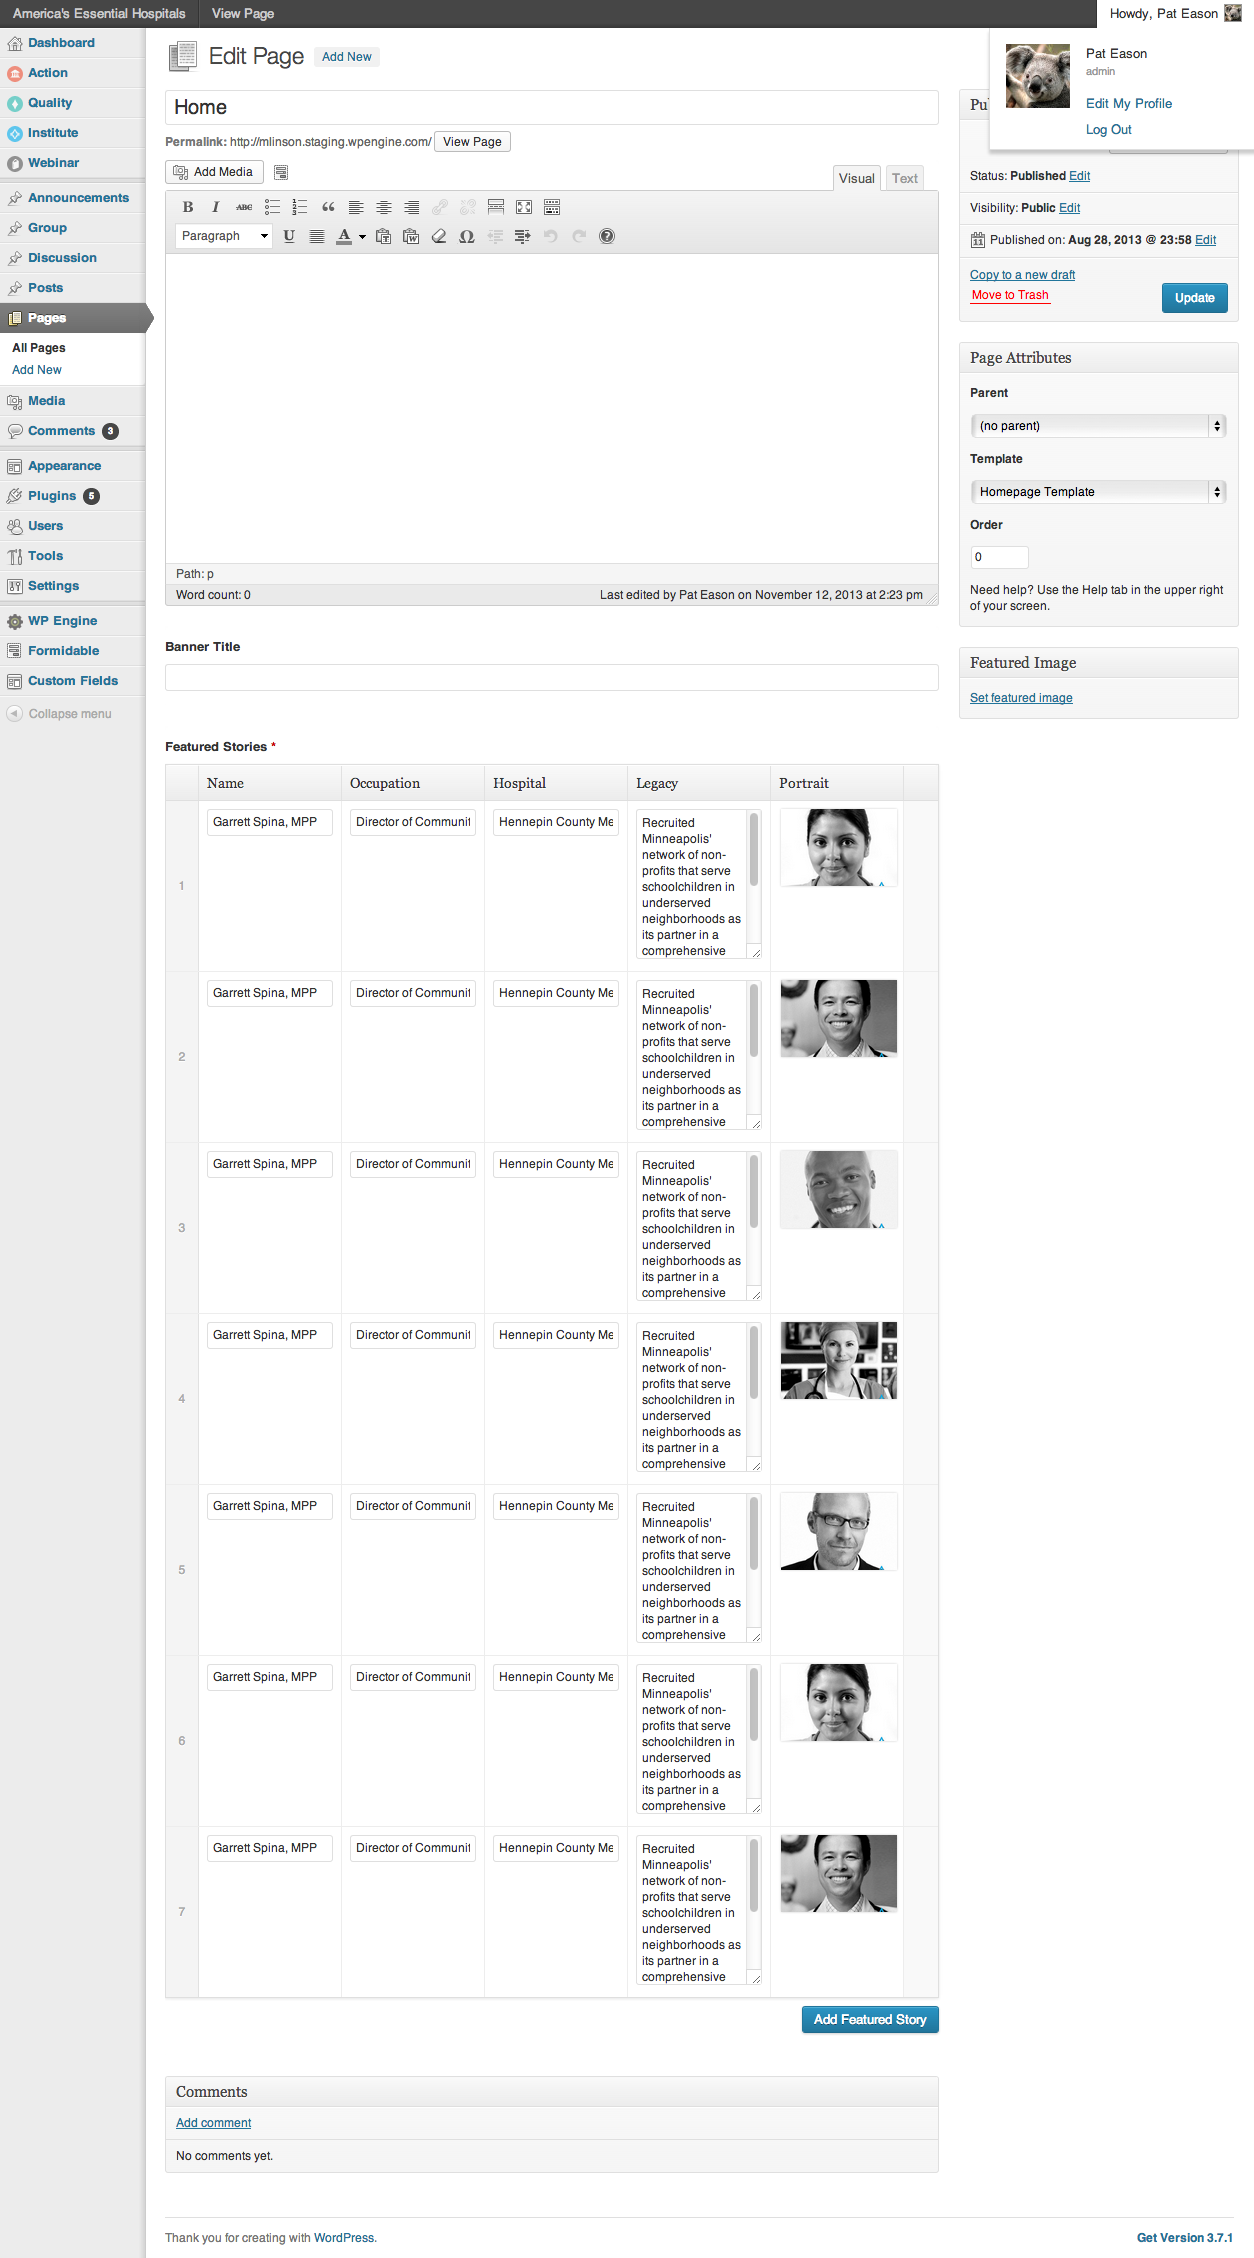 America's Essential Hospitals
View Page
Howdy, Pat Eason
Pat Eason
admin
Edit My Profile
Log Out
Dashboard
Action
Quality
Institute
Webinar
Announcements
Group
Discussion
Posts
Pages
All Pages
Add New
Media
Comments 3
Appearance
Plugins 5
Users
Tools
Settings
WP Engine
Formidable
Custom Fields
Collapse menu
Edit Page
Add New
Home
Permalink: http://mlinson.staging.wpengine.com/ View Page
Add Media
Visual
Text
B I ABC
Paragraph U A Ω
Path: p
Word count: 0
Last edited by Pat Eason on November 12, 2013 at 2:23 pm
Status: Published Edit
Visibility: Public Edit
Published on: Aug 28, 2013 @ 23:58 Edit
Copy to a new draft
Move to Trash
Update
Page Attributes
Parent
(no parent)
Template
Homepage Template
Order
0
Need help? Use the Help tab in the upper right
of your screen.
Featured Image
Set featured image
Banner Title
Featured Stories *
Name Occupation Hospital Legacy Portrait
1
Garrett Spina, MPP
Director of Communit
Hennepin County Me
Recruited
Minneapolis'
network of non-
profits that serve
schoolchildren in
underserved
neighborhoods as
its partner in a
comprehensive
2
Garrett Spina, MPP
Director of Communit
Hennepin County Me
Recruited
Minneapolis'
network of non-
profits that serve
schoolchildren in
underserved
neighborhoods as
its partner in a
comprehensive
3
Garrett Spina, MPP
Director of Communit
Hennepin County Me
Recruited
Minneapolis'
network of non-
profits that serve
schoolchildren in
underserved
neighborhoods as
its partner in a
comprehensive
4
Garrett Spina, MPP
Director of Communit
Hennepin County Me
Recruited
Minneapolis'
network of non-
profits that serve
schoolchildren in
underserved
neighborhoods as
its partner in a
comprehensive
5
Garrett Spina, MPP
Director of Communit
Hennepin County Me
Recruited
Minneapolis'
network of non-
profits that serve
schoolchildren in
underserved
neighborhoods as
its partner in a
comprehensive
6
Garrett Spina, MPP
Director of Communit
Hennepin County Me
Recruited
Minneapolis'
network of non-
profits that serve
schoolchildren in
underserved
neighborhoods as
its partner in a
comprehensive
7
Garrett Spina, MPP
Director of Communit
Hennepin County Me
Recruited
Minneapolis'
network of non-
profits that serve
schoolchildren in
underserved
neighborhoods as
its partner in a
comprehensive
Add Featured Story
Comments
Add comment
No comments yet.
Thank you for creating with WordPress.
Get Version 3.7.1